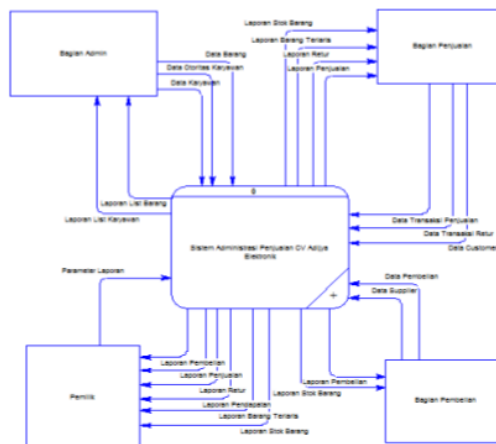 Laporan Stok Barang
Bagian Admin
Data Barang
Laporan Barang Terlaris
Bagian Penjualan
Data Otoritas Karyawan
Laporan Retur
Data Karyawan
Laporan Penjualan
0
Laporan List Barang
Laporan List Karyawan
Data Transaksi Penjualan
Data Transaksi Retur
Data Customer
Sistem Administrasi Penjualan CV Aditya
Elektronik
Parameter Laporan
Data Pembelian
Data Supplier
+
Laporan Pembelian
Laporan Penjualan
Laporan Retur
Laporan Pendapatan
Laporan Barang Terlaris
Laporan Stok Barang
Pemilik
Laporan Pembelian
Laporan Stok Barang
Bagian Pembelian